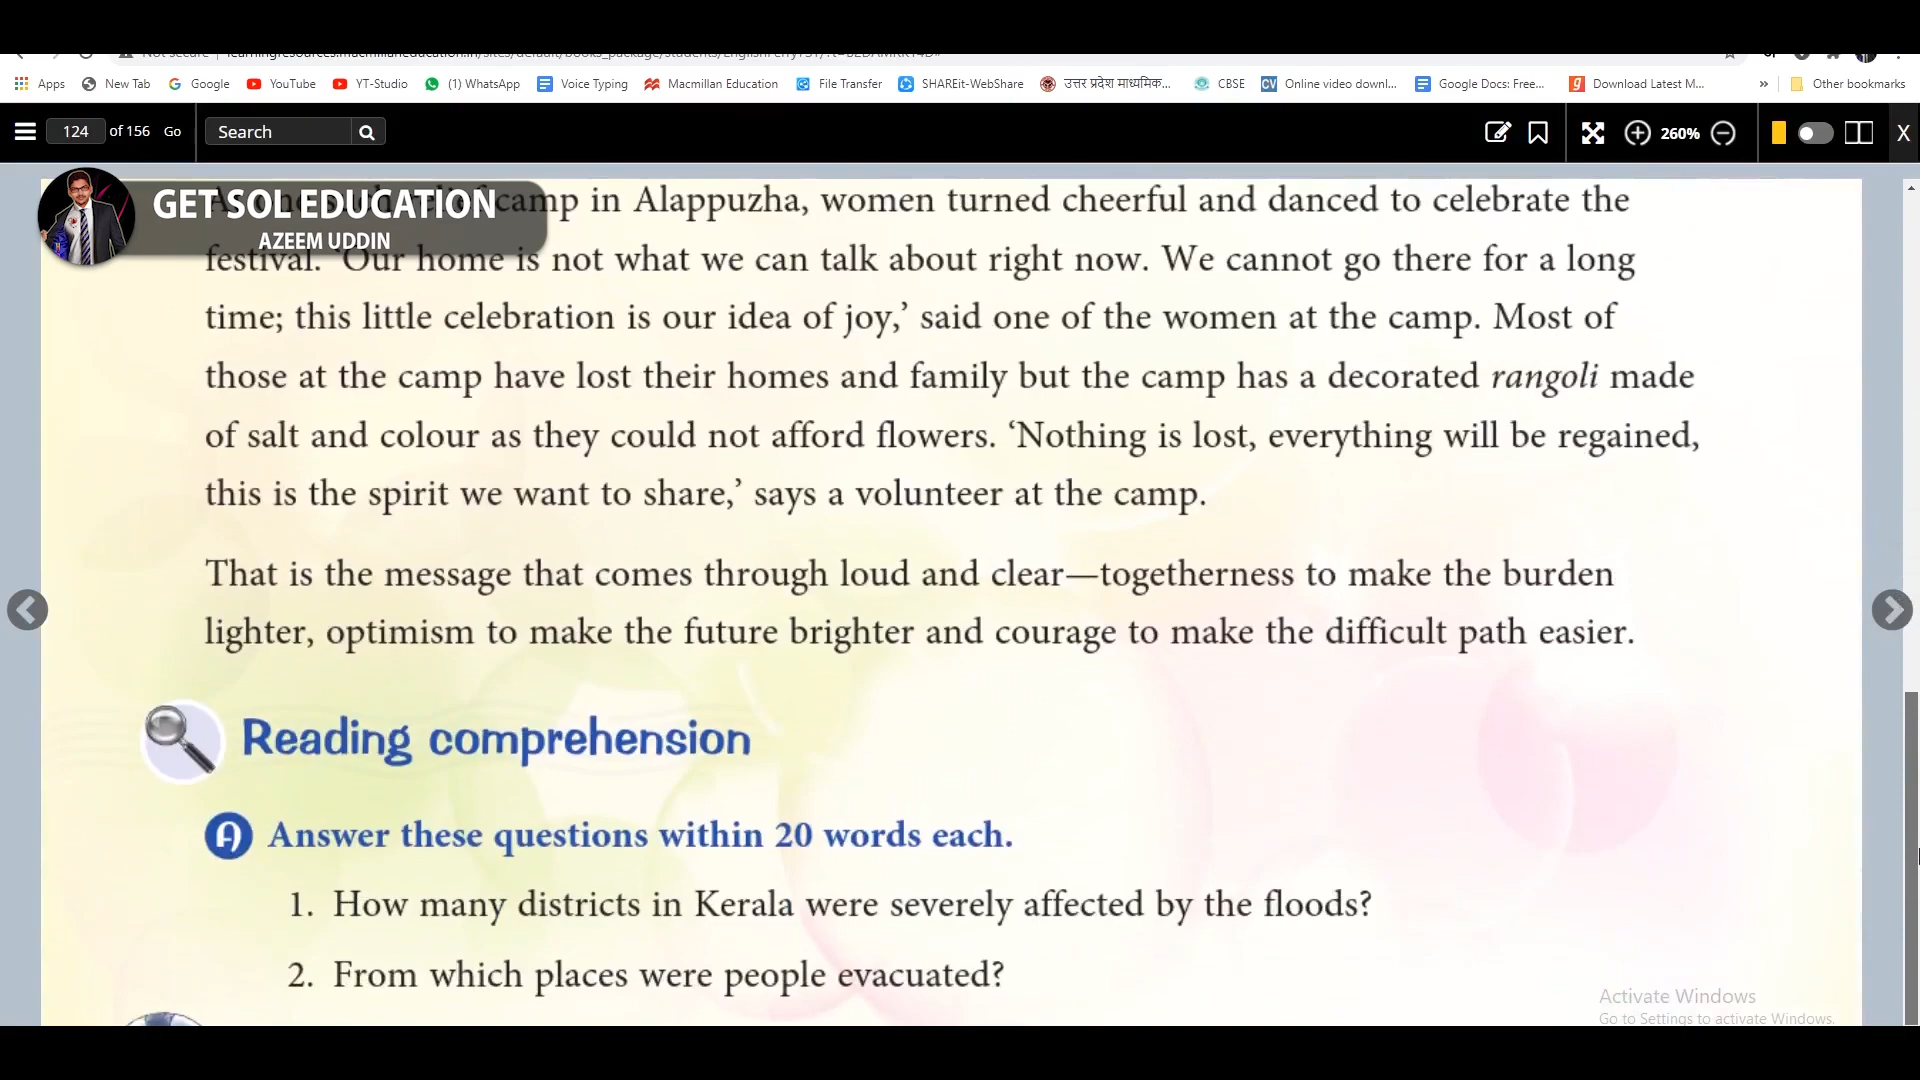 Not secure learningresources.macmillaneducation.in/sites/default/books_package/students/
Apps New Tab Google YouTube YT-Studio (1) WhatsApp Voice Typing Macmillan Education File Transfer SHAREit-WebShare उत्तर प्रदेश माध्यमिक... CBSE CV Online video downl... Google Docs: Free... Download Latest M... » Other bookmarks
124 of 156 Go Search 260% X
GET SOL EDUCATION
AZEEM UDDIN
camp in Alappuzha, women turned cheerful and danced to celebrate the
festival. ‘Our home is not what we can talk about right now. We cannot go there for a long
time; this little celebration is our idea of joy,’ said one of the women at the camp. Most of
those at the camp have lost their homes and family but the camp has a decorated rangoli made
of salt and colour as they could not afford flowers. ‘Nothing is lost, everything will be regained,
this is the spirit we want to share,’ says a volunteer at the camp.
That is the message that comes through loud and clear—togetherness to make the burden
lighter, optimism to make the future brighter and courage to make the difficult path easier.
Reading comprehension
A Answer these questions within 20 words each.
1. How many districts in Kerala were severely affected by the floods?
2. From which places were people evacuated?
Activate Windows
Go to Settings to activate Windows.